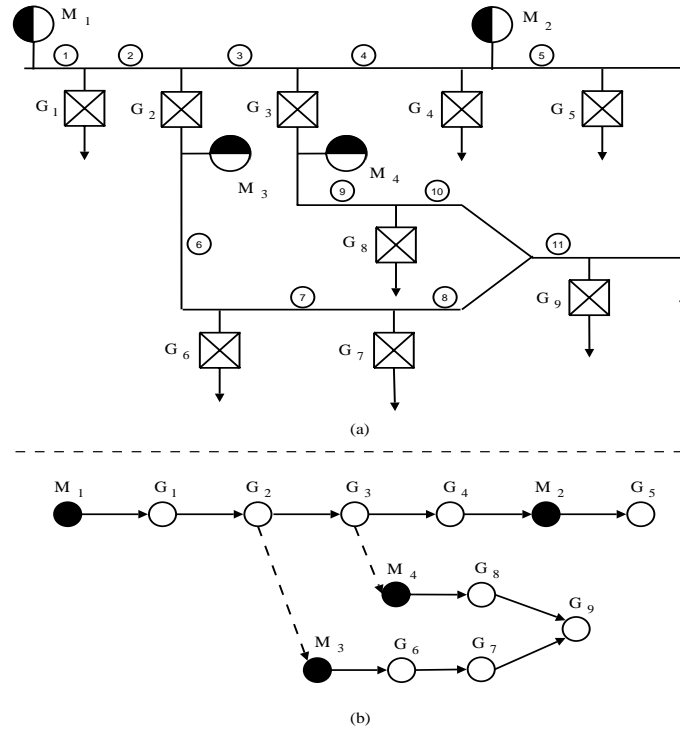 M 1
M 2
1 2 3 4 5
G 1 G 2 G 3 G 4 G 5
M 3 M 4
9 10
6 G 8 11
7 8 G 9
G 6 G 7
(a)
M 1 G 1 G 2 G 3 G 4 M 2 G 5
M 4 G 8
G 9
M 3 G 6 G 7
(b)